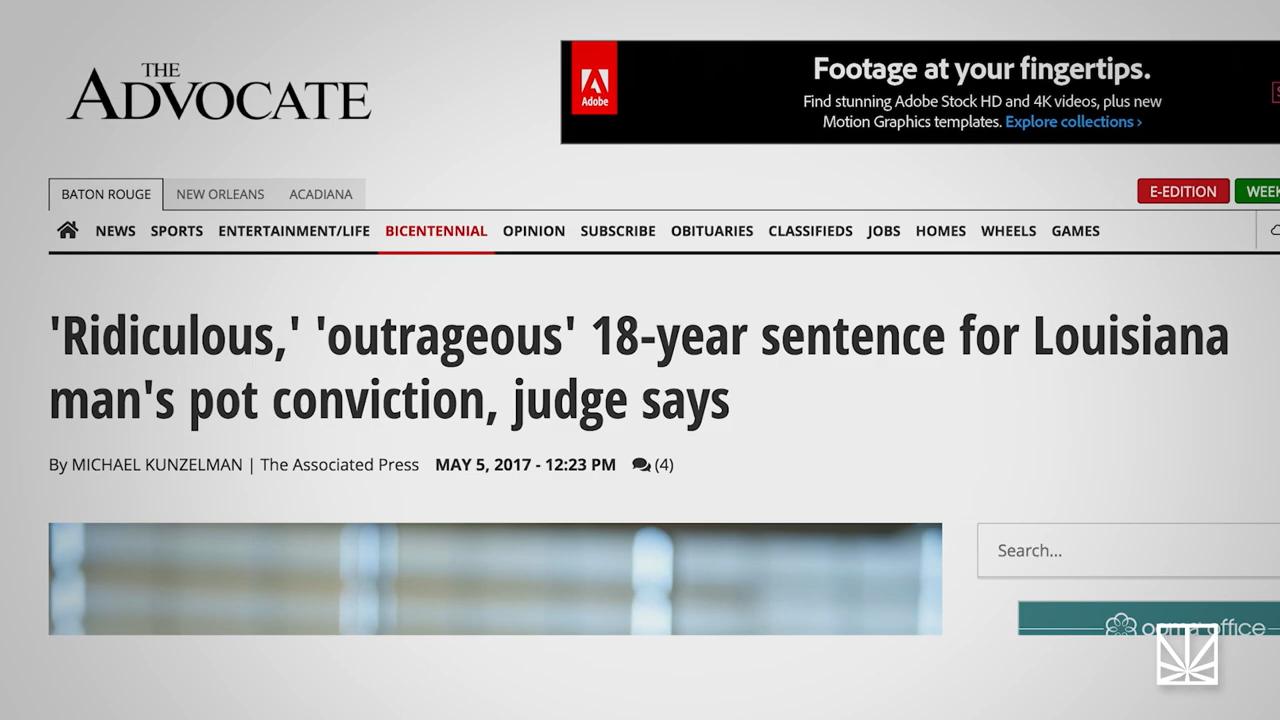 THE
ADVOCATE
Adobe
Footage at your fingertips.
Find stunning Adobe Stock HD and 4K videos, plus new
Motion Graphics templates. Explore collections ›
BATON ROUGE NEW ORLEANS ACADIANA
E-EDITION
NEWS SPORTS ENTERTAINMENT/LIFE BICENTENNIAL OPINION SUBSCRIBE OBITUARIES CLASSIFIEDS JOBS HOMES WHEELS GAMES
'Ridiculous,' 'outrageous' 18-year sentence for Louisiana
man's pot conviction, judge says
By MICHAEL KUNZELMAN | The Associated Press MAY 5, 2017 - 12:23 PM (4)
Search...
office